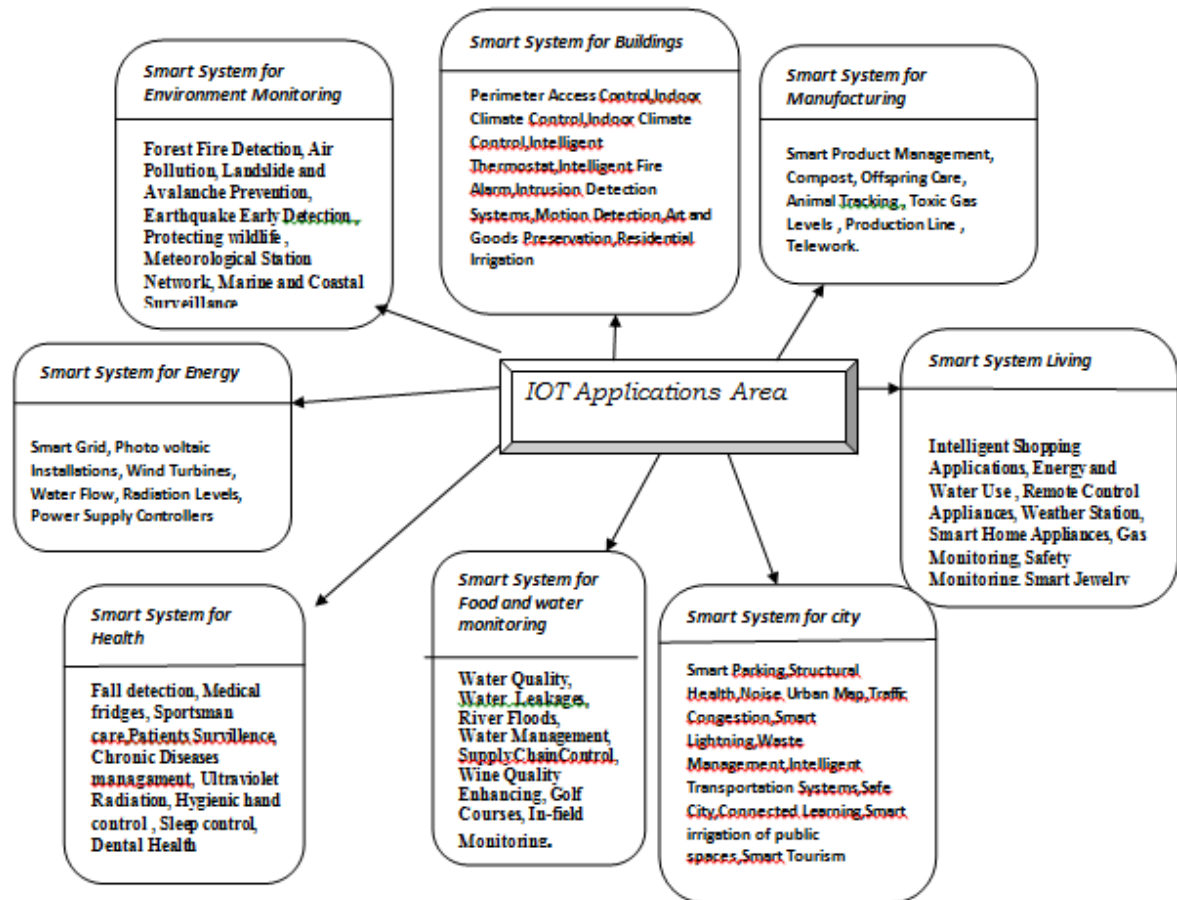 Smart System for
Environment Monitoring
Forest Fire Detection, Air
Pollution, Landslide and
Avalanche Prevention,
Earthquake Early Detection ,
Protecting wildlife ,
Meteorological Station
Network, Marine and Coastal
Surveillance
Smart System for Buildings
Perimeter Access Control,Indoor
Climate Control,Indoor Climate
Control,Intelligent
Thermostat,Intelligent Fire
Alarm,Intrusion Detection
Systems,Motion Detection,Art and
Goods Preservation,Residential
Irrigation
Smart System for
Manufacturing
Smart Product Management,
Compost, Offspring Care,
Animal Tracking , Toxic Gas
Levels , Production Line ,
Telework.
Smart System for Energy
Smart Grid, Photo voltaic
Installations, Wind Turbines,
Water Flow, Radiation Levels,
Power Supply Controllers
IOT Applications Area
Smart System Living
Intelligent Shopping
Applications, Energy and
Water Use , Remote Control
Appliances, Weather Station,
Smart Home Appliances, Gas
Monitoring, Safety
Monitoring, Smart Jewelry
Smart System for
Health
Fall detection, Medical
fridges, Sportsman
care,Patients Survillence,
Chronic Diseases
managament, Ultraviolet
Radiation, Hygienic hand
control , Sleep control,
Dental Health
Smart System for
Food and water
monitoring
Water Quality,
Water Leakages,
River Floods,
Water Management,
SupplyChainControl,
Wine Quality
Enhancing, Golf
Courses, In-field
Monitoring.
Smart System for city
Smart Parking,Structural
Health,Noise Urban Map,Traffic
Congestion,Smart
Lightning,Waste
Management,Intelligent
Transportation Systems,Safe
City,Connected Learning,Smart
irrigation of public
spaces,Smart Tourism